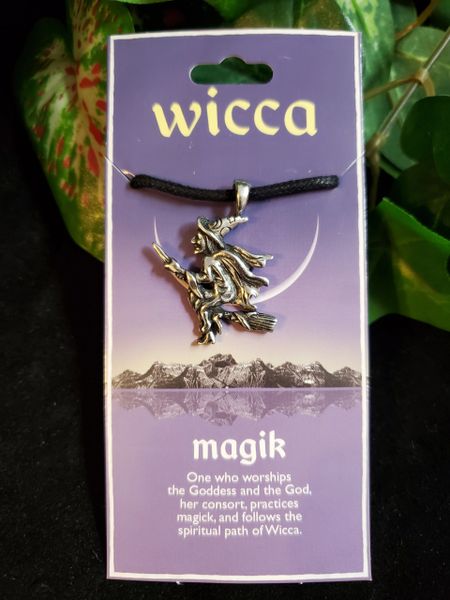 wicca
magik
One who worships
the Goddess and the God,
her consort, practices
magick, and follows the
spiritual path of Wicca.